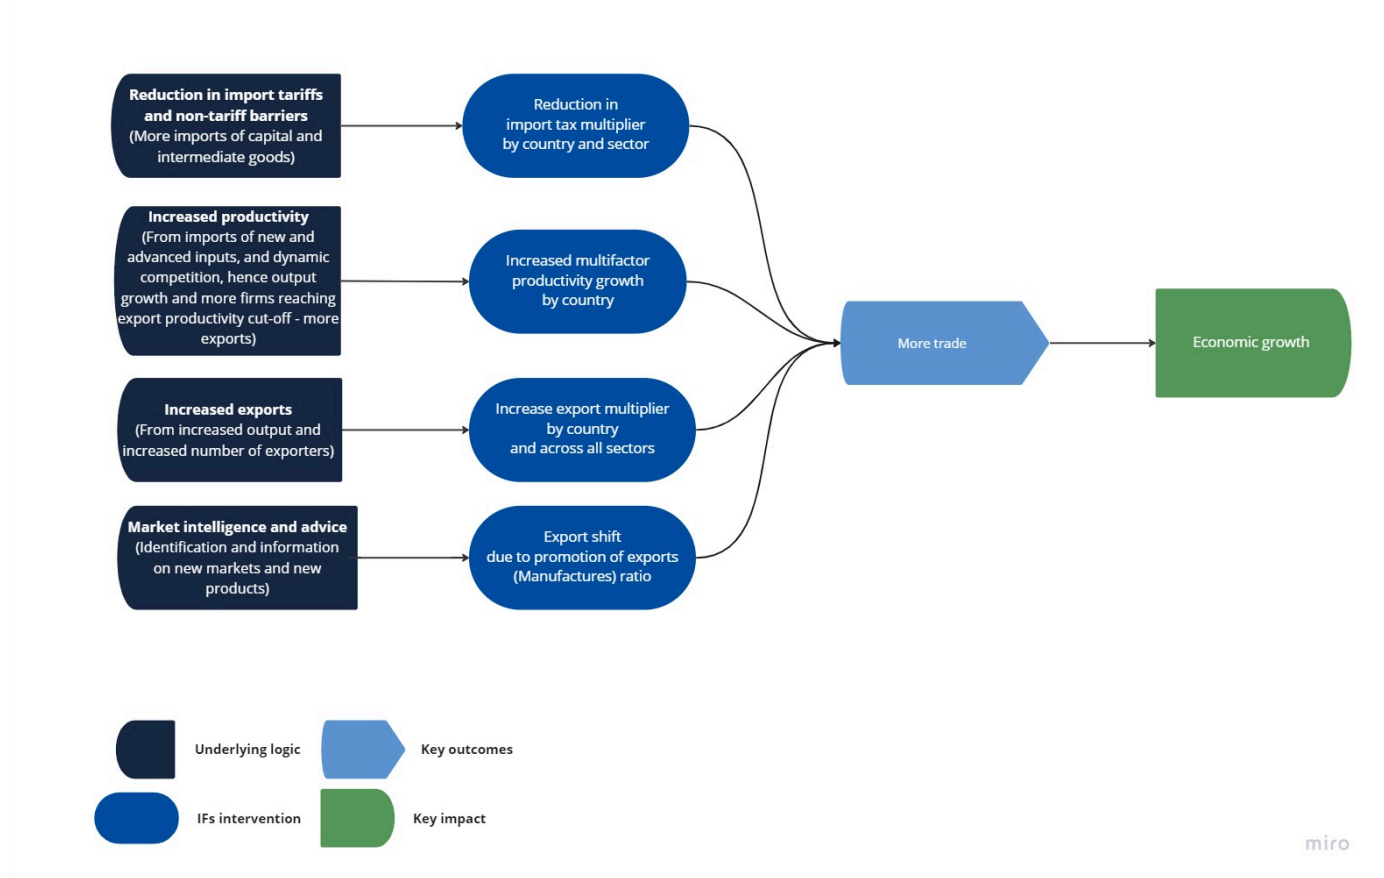 Reduction in import tariffs
and non-tariff barriers
(More imports of capital and
intermediate goods)
Reduction in
import tax multiplier
by country and sector
Increased productivity
(From imports of new and
advanced inputs, and dynamic
competition, hence output
growth and more firms reaching
export productivity cut-off - more
exports)
Increased multifactor
productivity growth
by country
More trade
Economic growth
Increased exports
(From increased output and
increased number of exporters)
Increase export multiplier
by country
and across all sectors
Market intelligence and advice
(Identification and information
on new markets and new
products)
Export shift
due to promotion of exports
(Manufactures) ratio
Underlying logic
Key outcomes
IFs intervention
Key impact
miro